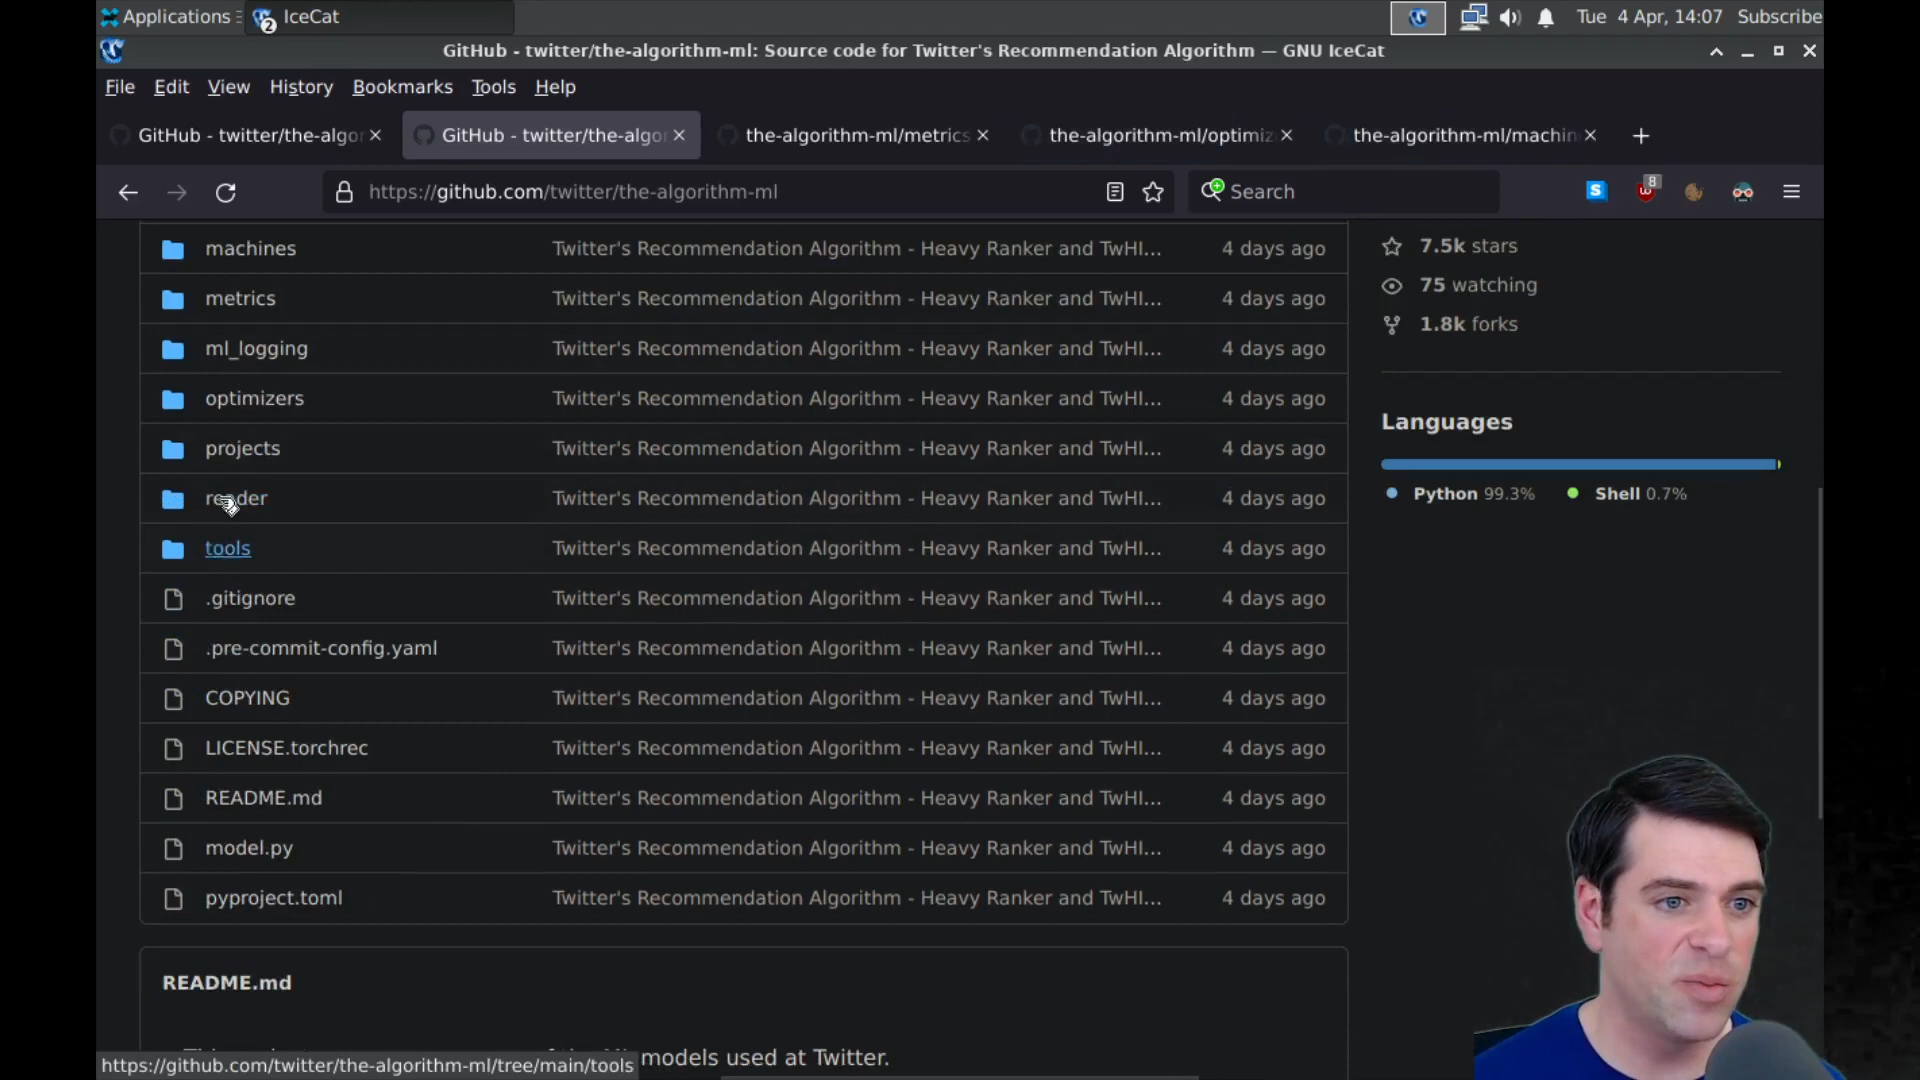 Applications
2
IceCat
Tue 4 Apr, 14:07
Subscribe
GitHub - twitter/the-algorithm-ml: Source code for Twitter's Recommendation Algorithm — GNU IceCat
File Edit View History Bookmarks Tools Help
GitHub - twitter/the-algo
GitHub - twitter/the-algo
the-algorithm-ml/metrics
the-algorithm-ml/optimiz
the-algorithm-ml/machin
https://github.com/twitter/the-algorithm-ml
Search
S
8
machines Twitter's Recommendation Algorithm - Heavy Ranker and TwHI... 4 days ago
metrics Twitter's Recommendation Algorithm - Heavy Ranker and TwHI... 4 days ago
ml_logging Twitter's Recommendation Algorithm - Heavy Ranker and TwHI... 4 days ago
optimizers Twitter's Recommendation Algorithm - Heavy Ranker and TwHI... 4 days ago
projects Twitter's Recommendation Algorithm - Heavy Ranker and TwHI... 4 days ago
reader Twitter's Recommendation Algorithm - Heavy Ranker and TwHI... 4 days ago
tools Twitter's Recommendation Algorithm - Heavy Ranker and TwHI... 4 days ago
.gitignore Twitter's Recommendation Algorithm - Heavy Ranker and TwHI... 4 days ago
.pre-commit-config.yaml Twitter's Recommendation Algorithm - Heavy Ranker and TwHI... 4 days ago
COPYING Twitter's Recommendation Algorithm - Heavy Ranker and TwHI... 4 days ago
LICENSE.torchrec Twitter's Recommendation Algorithm - Heavy Ranker and TwHI... 4 days ago
README.md Twitter's Recommendation Algorithm - Heavy Ranker and TwHI... 4 days ago
model.py Twitter's Recommendation Algorithm - Heavy Ranker and TwHI... 4 days ago
pyproject.toml Twitter's Recommendation Algorithm - Heavy Ranker and TwHI... 4 days ago
7.5k stars
75 watching
1.8k forks
Languages
Python 99.3% Shell 0.7%
README.md
models used at Twitter.
https://github.com/twitter/the-algorithm-ml/tree/main/tools